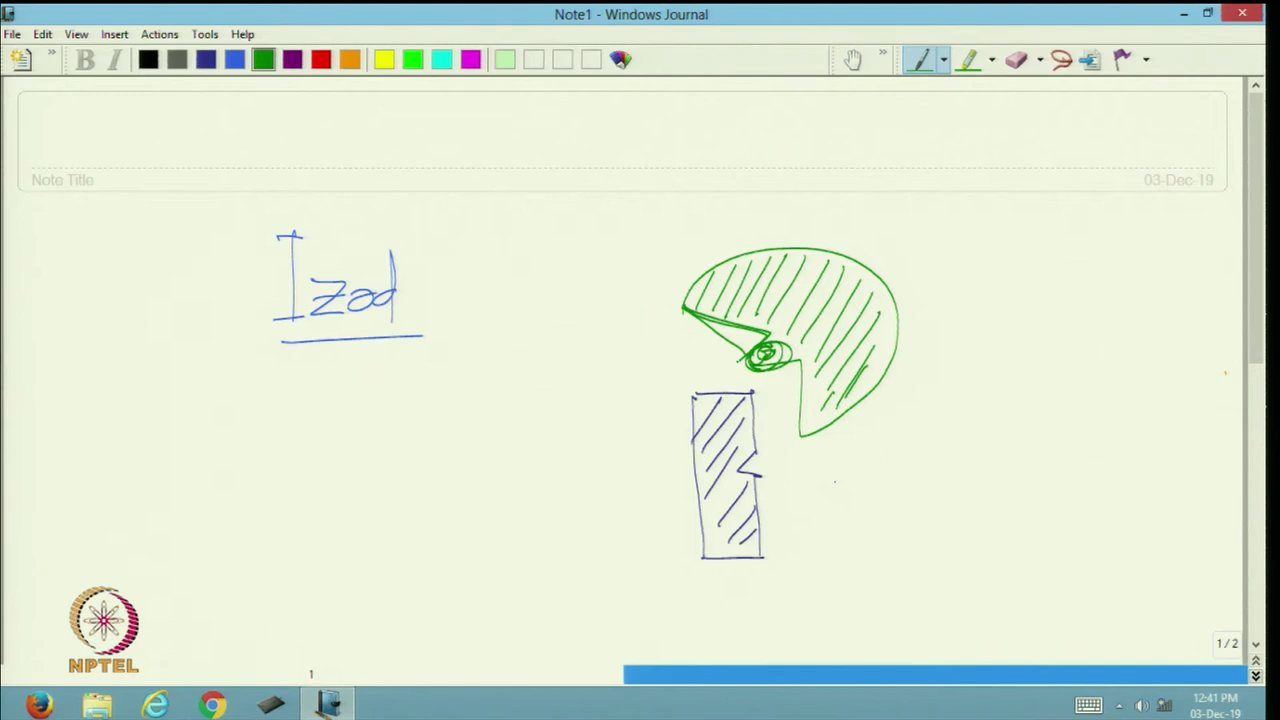 Note1 - Windows Journal
File Edit View Insert Actions Tools Help
B I
Note Title
03-Dec-19
Izod
NPTEL
1 / 2
1
12:41 PM
03-Dec-19